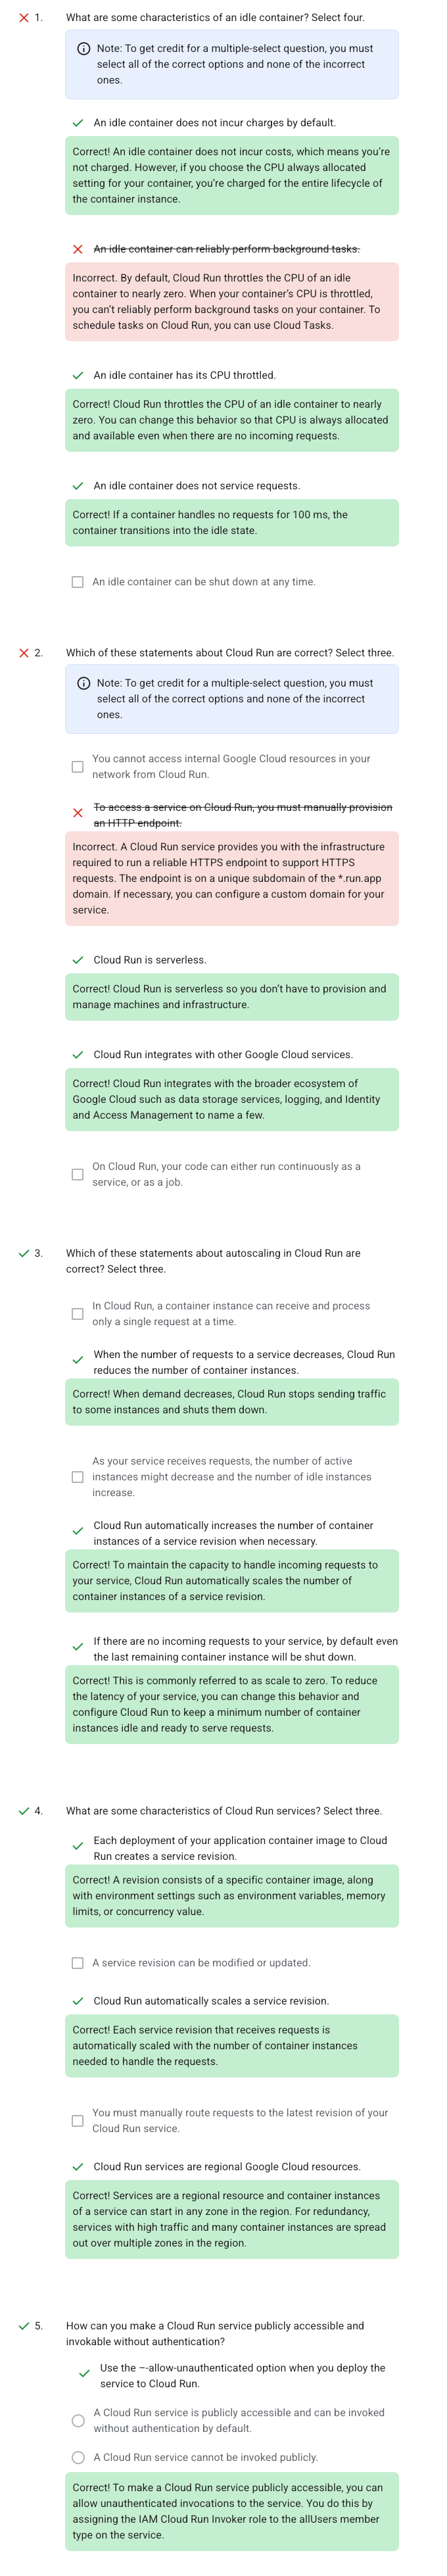 1. What are some characteristics of an idle container? Select four.
Note: To get credit for a multiple-select question, you must
select all of the correct options and none of the incorrect
ones.
An idle container does not incur charges by default.
Correct! An idle container does not incur costs, which means you're
not charged. However, if you choose the CPU always allocated
setting for your container, you're charged for the entire lifecycle of
the container instance.
An idle container can reliably perform background tasks.
Incorrect. By default, Cloud Run throttles the CPU of an idle
container to nearly zero. When your container's CPU is throttled,
you can't reliably perform background tasks on your container. To
schedule tasks on Cloud Run, you can use Cloud Tasks.
An idle container has its CPU throttled.
Correct! Cloud Run throttles the CPU of an idle container to nearly
zero. You can change this behavior so that CPU is always allocated
and available even when there are no incoming requests.
An idle container does not service requests.
Correct! If a container handles no requests for 100 ms, the
container transitions into the idle state.
An idle container can be shut down at any time.
2. Which of these statements about Cloud Run are correct? Select three.
Note: To get credit for a multiple-select question, you must
select all of the correct options and none of the incorrect
ones.
You cannot access internal Google Cloud resources in your
network from Cloud Run.
To access a service on Cloud Run, you must manually provision
an HTTP endpoint.
Incorrect. A Cloud Run service provides you with the infrastructure
required to run a reliable HTTPS endpoint to support HTTPS
requests. The endpoint is on a unique subdomain of the *.run.app
domain. If necessary, you can configure a custom domain for your
service.
Cloud Run is serverless.
Correct! Cloud Run is serverless so you don't have to provision and
manage machines and infrastructure.
Cloud Run integrates with other Google Cloud services.
Correct! Cloud Run integrates with the broader ecosystem of
Google Cloud such as data storage services, logging, and Identity
and Access Management to name a few.
On Cloud Run, your code can either run continuously as a
service, or as a job.
3. Which of these statements about autoscaling in Cloud Run are
correct? Select three.
In Cloud Run, a container instance can receive and process
only a single request at a time.
When the number of requests to a service decreases, Cloud Run
reduces the number of container instances.
Correct! When demand decreases, Cloud Run stops sending traffic
to some instances and shuts them down.
As your service receives requests, the number of active
instances might decrease and the number of idle instances
increase.
Cloud Run automatically increases the number of container
instances of a service revision when necessary.
Correct! To maintain the capacity to handle incoming requests to
your service, Cloud Run automatically scales the number of
container instances of a service revision.
If there are no incoming requests to your service, by default even
the last remaining container instance will be shut down.
Correct! This is commonly referred to as scale to zero. To reduce
the latency of your service, you can change this behavior and
configure Cloud Run to keep a minimum number of container
instances idle and ready to serve requests.
4. What are some characteristics of Cloud Run services? Select three.
Each deployment of your application container image to Cloud
Run creates a service revision.
Correct! A revision consists of a specific container image, along
with environment settings such as environment variables, memory
limits, or concurrency value.
A service revision can be modified or updated.
Cloud Run automatically scales a service revision.
Correct! Each service revision that receives requests is
automatically scaled with the number of container instances
needed to handle the requests.
You must manually route requests to the latest revision of your
Cloud Run service.
Cloud Run services are regional Google Cloud resources.
Correct! Services are a regional resource and container instances
of a service can start in any zone in the region. For redundancy,
services with high traffic and many container instances are spread
out over multiple zones in the region.
5. How can you make a Cloud Run service publicly accessible and
invokable without authentication?
Use the –-allow-unauthenticated option when you deploy the
service to Cloud Run.
A Cloud Run service is publicly accessible and can be invoked
without authentication by default.
A Cloud Run service cannot be invoked publicly.
Correct! To make a Cloud Run service publicly accessible, you can
allow unauthenticated invocations to the service. You do this by
assigning the IAM Cloud Run Invoker role to the allUsers member
type on the service.